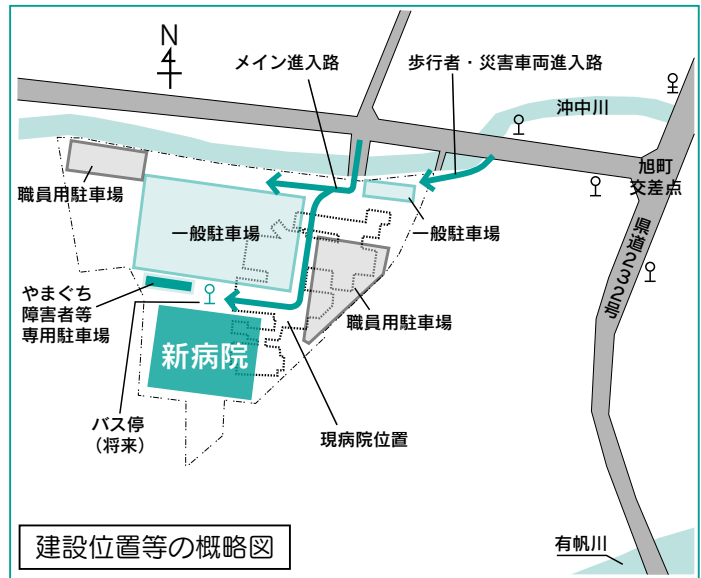 N
メイン進入路
歩行者・災害車両進入路
沖中川
旭町
交差点
職員用駐車場
一般駐車場
一般駐車場
県道232号
やまぐち
障害者等
専用駐車場
職員用駐車場
新病院
バス停
（将来）
現病院位置
建設位置等の概略図
有帆川